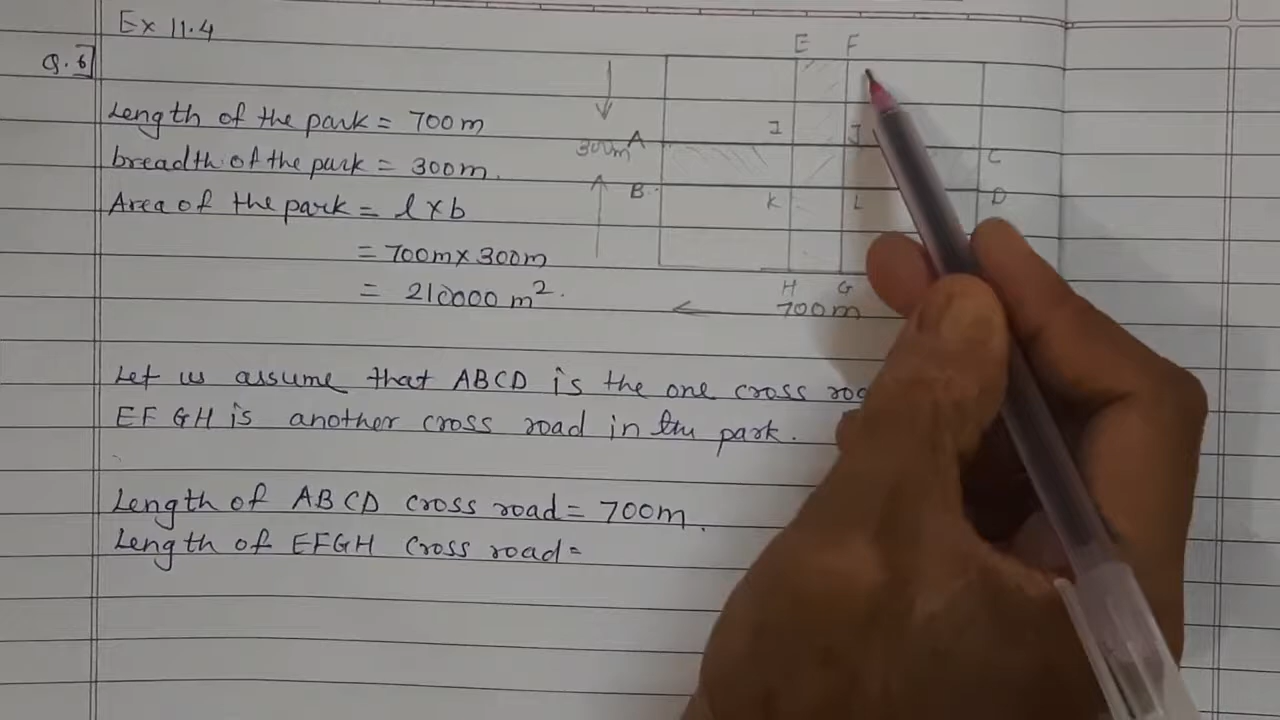 Ex 11.4
Q.6]
E F
Length of the park = 700m
I J
300m A C
breadth of the park = 300m.
B K L D
Area of the park = l x b
= 700m x 300m
H G
= 210000 m².
700m
Let us assume that ABCD is the one cross
EFGH is another cross road in the park.
Length of ABCD cross road = 700m.
Length of EFGH cross road =